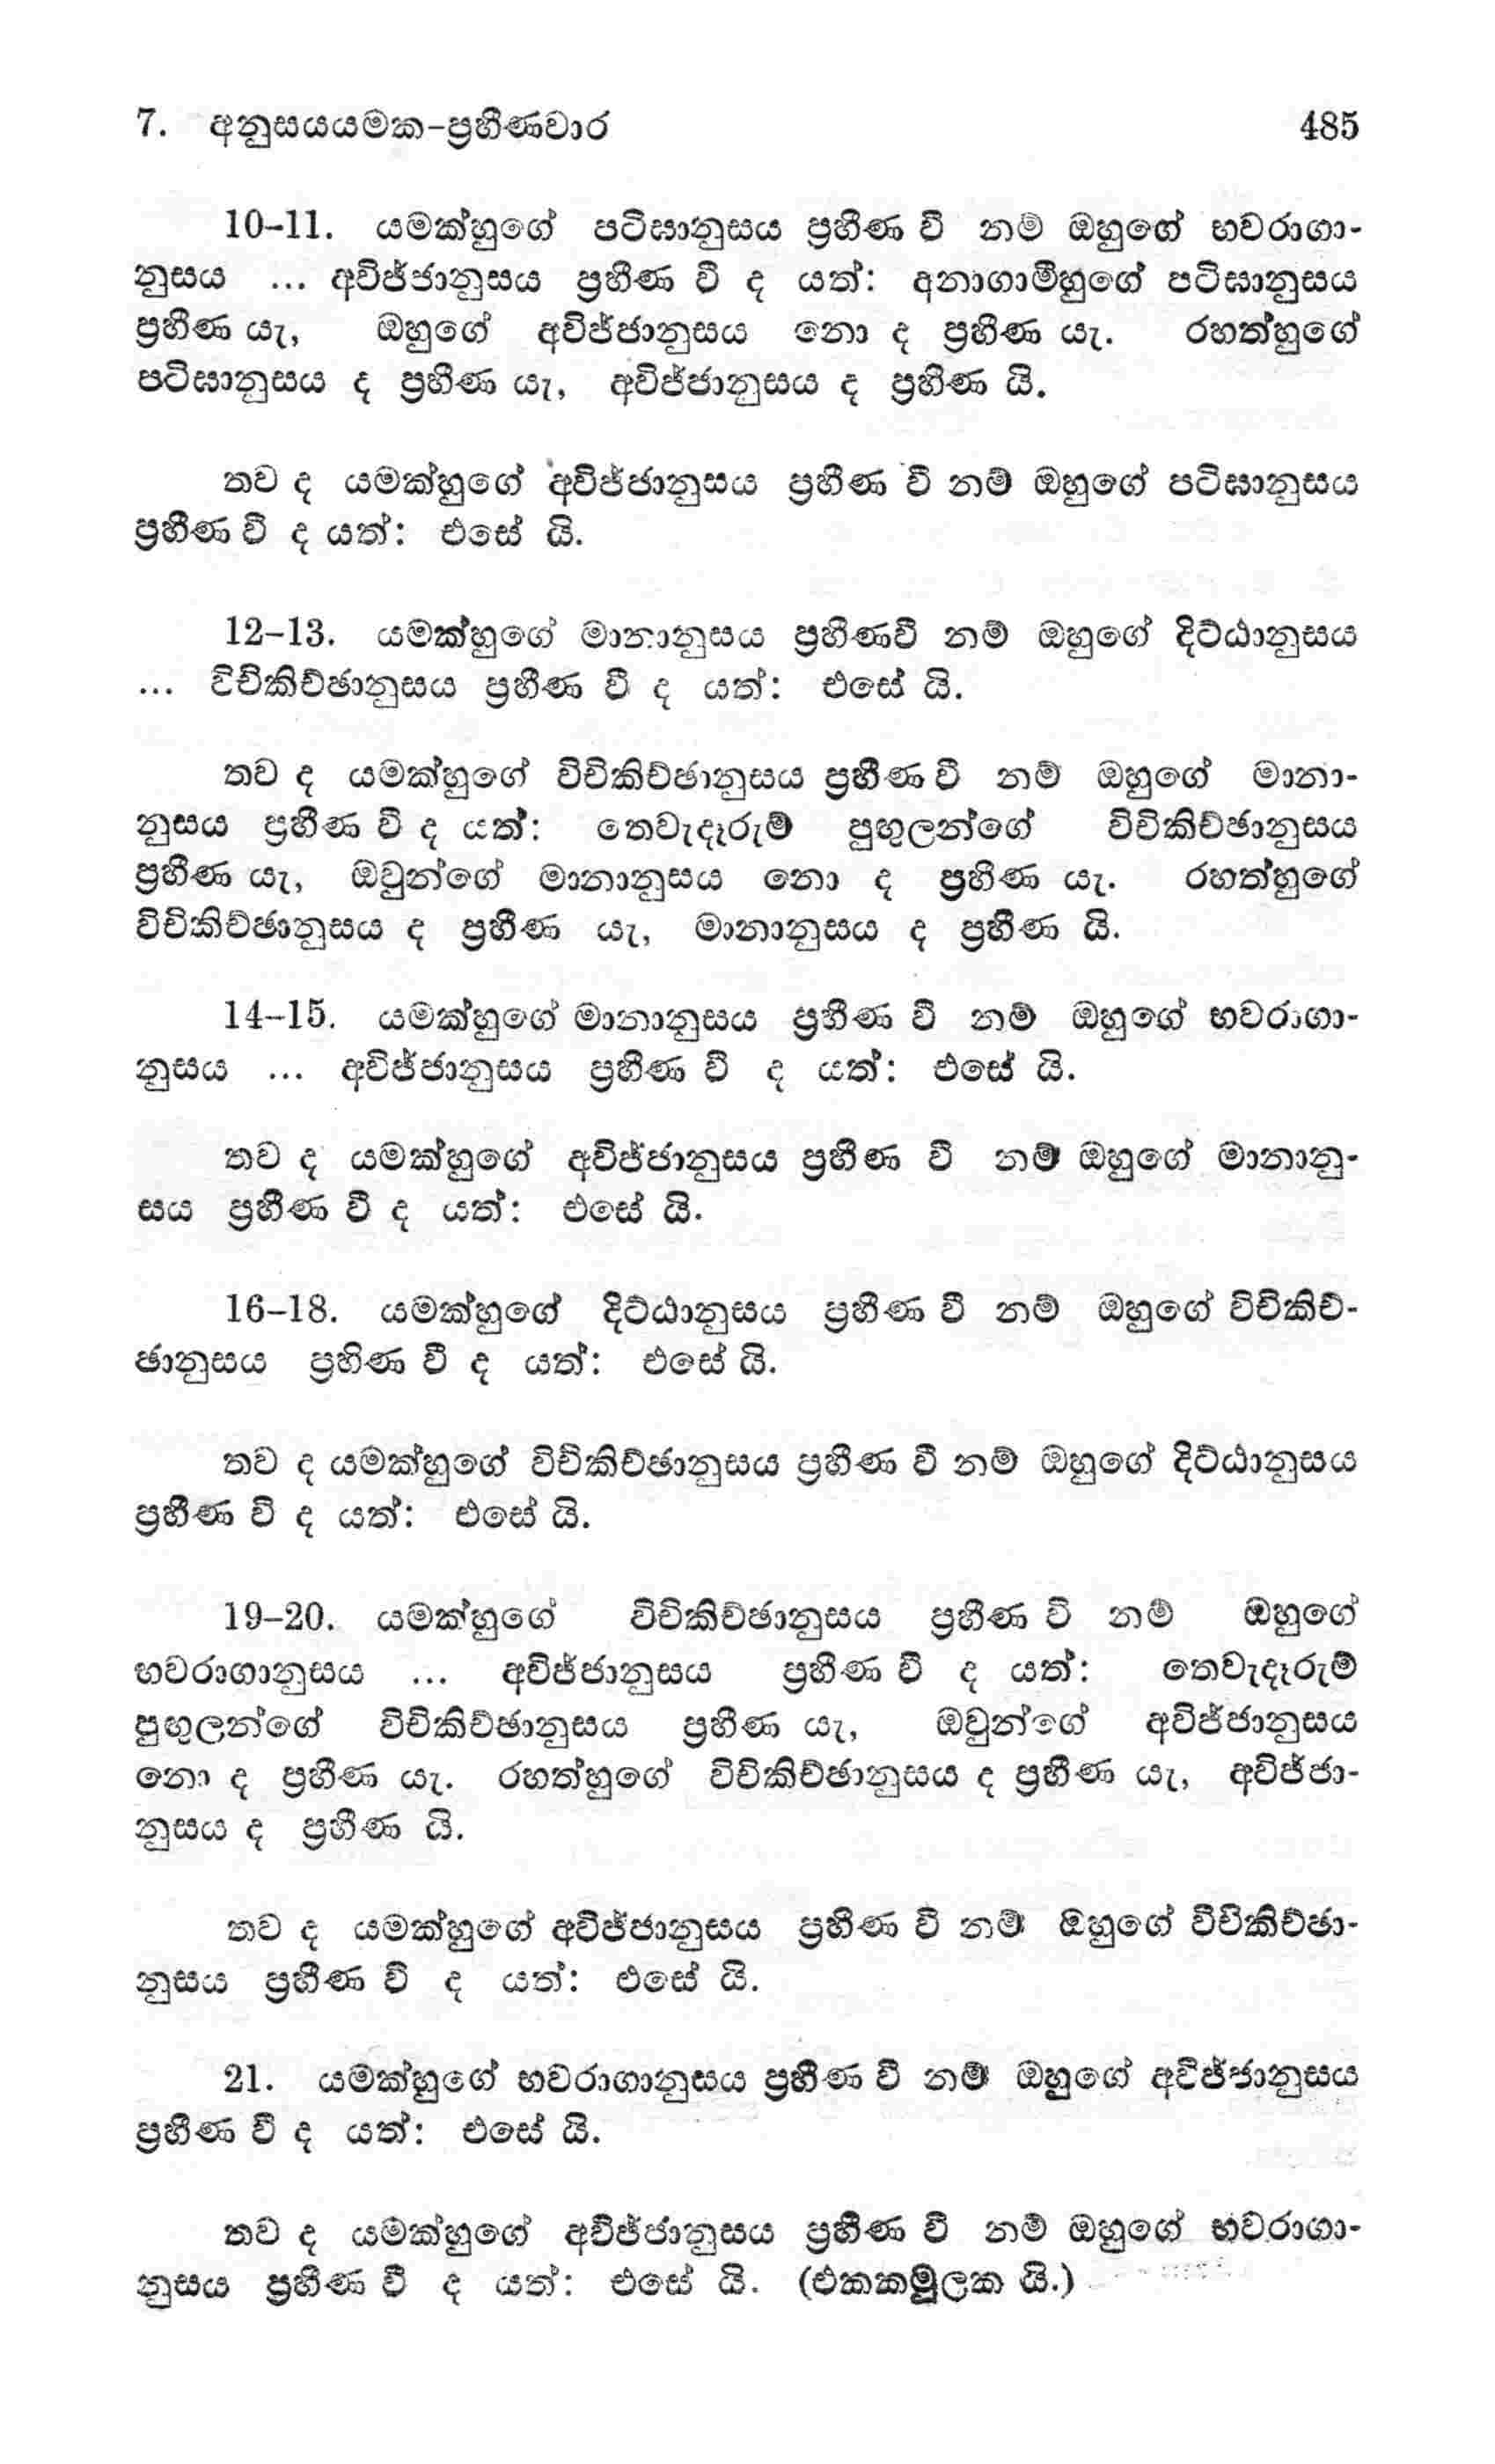 7. අනුසයයමක-ප්‍රහීණවාර 485
10–11. යමක්හුගේ පටිඝානුසය ප්‍රහීණ වී නම් ඔහුගේ භවරාගා-
නුසය ... අවිජ්ජානුසය ප්‍රහීණ වී ද යත්: අනාගාමීහුගේ පටිඝානුසය
ප්‍රහීණ යැ, ඔහුගේ අවිජ්ජානුසය නො ද ප්‍රහීණ යැ. රහත්හුගේ
පටිඝානුසය ද ප්‍රහීණ යැ, අවිජ්ජානුසය ද ප්‍රහීණ යි.
තව ද යමක්හුගේ අවිජ්ජානුසය ප්‍රහීණ වී නම් ඔහුගේ පටිඝානුසය
ප්‍රහීණ වී ද යත්: එසේ යි.
12–13. යමක්හුගේ මානානුසය ප්‍රහීණවී නම් ඔහුගේ දිට්ඨානුසය
... විචිකිච්ඡානුසය ප්‍රහීණ වී ද යත්: එසේ යි.
තව ද යමක්හුගේ විචිකිච්ඡානුසය ප්‍රහීණ වී නම් ඔහුගේ මානා-
නුසය ප්‍රහීණ වී ද යත්: තෙවැදෑරුම් පුඟුලන්ගේ විචිකිච්ඡානුසය
ප්‍රහීණ යැ, ඔවුන්ගේ මානානුසය නො ද ප්‍රහීණ යැ. රහත්හුගේ
විචිකිච්ඡානුසය ද ප්‍රහීණ යැ, මානානුසය ද ප්‍රහීණ යි.
14–15. යමක්හුගේ මානානුසය ප්‍රහීණ වී නම් ඔහුගේ භවරාගා-
නුසය ... අවිජ්ජානුසය ප්‍රහීණ වී ද යත්: එසේ යි.
තව ද යමක්හුගේ අවිජ්ජානුසය ප්‍රහීණ වී නම් ඔහුගේ මානානු-
සය ප්‍රහීණ වී ද යත්: එසේ යි.
16–18. යමක්හුගේ දිට්ඨානුසය ප්‍රහීණ වී නම් ඔහුගේ විචිකිච්-
ඡානුසය ප්‍රහිණ වී ද යත්: එසේ යි.
තව ද යමක්හුගේ විචිකිච්ඡානුසය ප්‍රහීණ වී නම් ඔහුගේ දිට්ඨානුසය
ප්‍රහීණ වි ද යත්: එසේ යි.
19–20. යමක්හුගේ විචිකිච්ඡානුසය ප්‍රහීණ වි නම් ඔහුගේ
භවරාගානුසය ... අවිජ්ජානුසය ප්‍රහීණ වී ද යත්: තෙවැදෑරුම්
පුඟුලන්ගේ විචිකිච්ඡානුසය ප්‍රහීණ යැ, ඔවුන්ගේ අවිජ්ජානුසය
නො ද ප්‍රහීණ යැ. රහත්හුගේ විචිකිච්ඡානුසය ද ප්‍රහීණ යැ, අවිජ්ජා-
නුසය ද ප්‍රහීණ යි.
තව ද යමක්හුගේ අවිජ්ජානුසය ප්‍රහීණ වී නම් ඔහුගේ විචිකිච්ඡා-
නුසය ප්‍රහීණ වී ද යත්: එසේ යි.
21. යමක්හුගේ භවරාගානුසය ප්‍රහීණ වී නම් ඔහුගේ අවිජ්ජානුසය
ප්‍රහීණ වී ද යත්: එසේ යි.
තව ද යමක්හුගේ අවිජ්ජානුසය ප්‍රහීණ වී නම් ඔහුගේ භවරාගා-
නුසය ප්‍රහීණ වී ද යත්: එසේ යි. (එකකමූලක යි.)